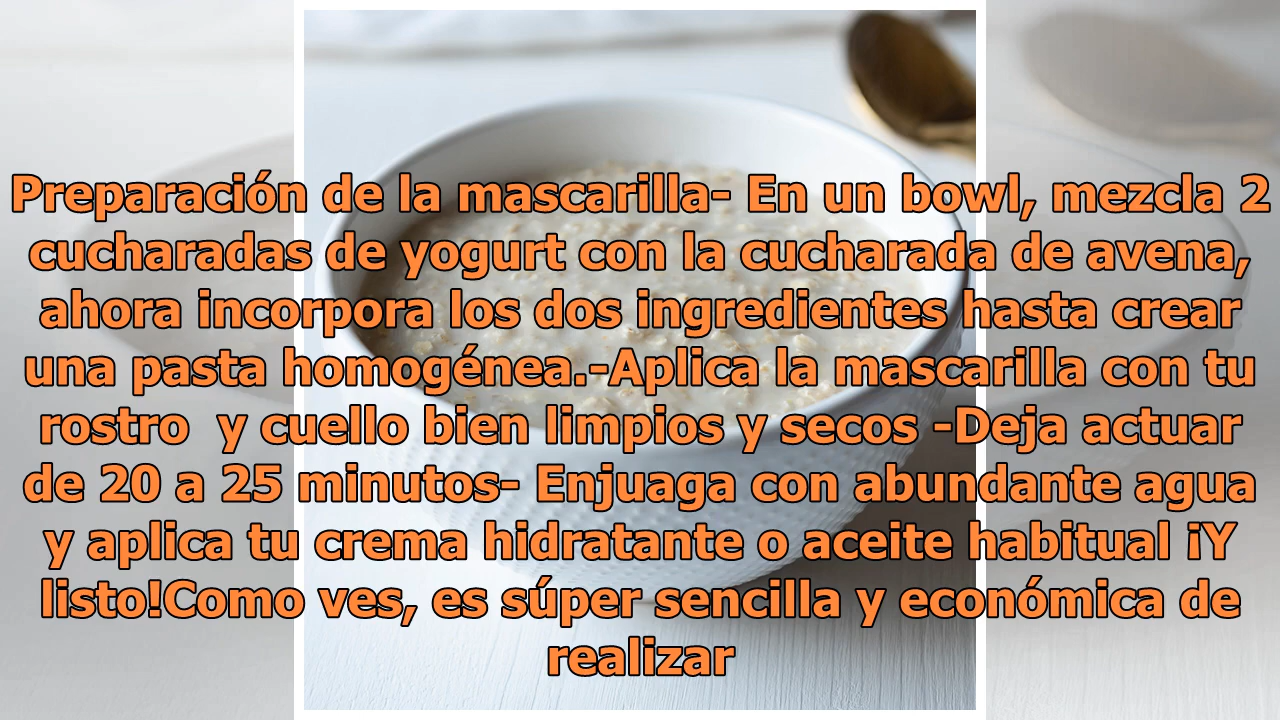 Preparación de la mascarilla- En un bowl, mezcla 2
cucharadas de yogurt con la cucharada de avena,
ahora incorpora los dos ingredientes hasta crear
una pasta homogénea.-Aplica la mascarilla con tu
rostro  y cuello bien limpios y secos -Deja actuar
de 20 a 25 minutos- Enjuaga con abundante agua
y aplica tu crema hidratante o aceite habitual ¡Y
listo!Como ves, es súper sencilla y económica de
realizar